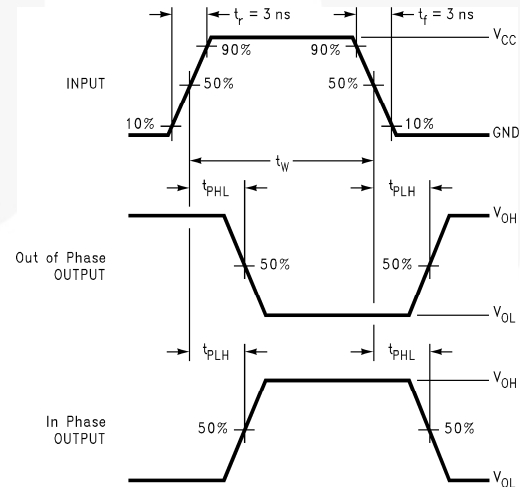 t_r = 3 ns t_f = 3 ns
V_CC
90% 90%
INPUT 50% 50%
10% 10%
GND
t_W
t_PHL t_PLH
V_OH
Out of Phase
OUTPUT
50% 50%
V_OL
t_PLH t_PHL
V_OH
In Phase
OUTPUT
50% 50%
V_OL